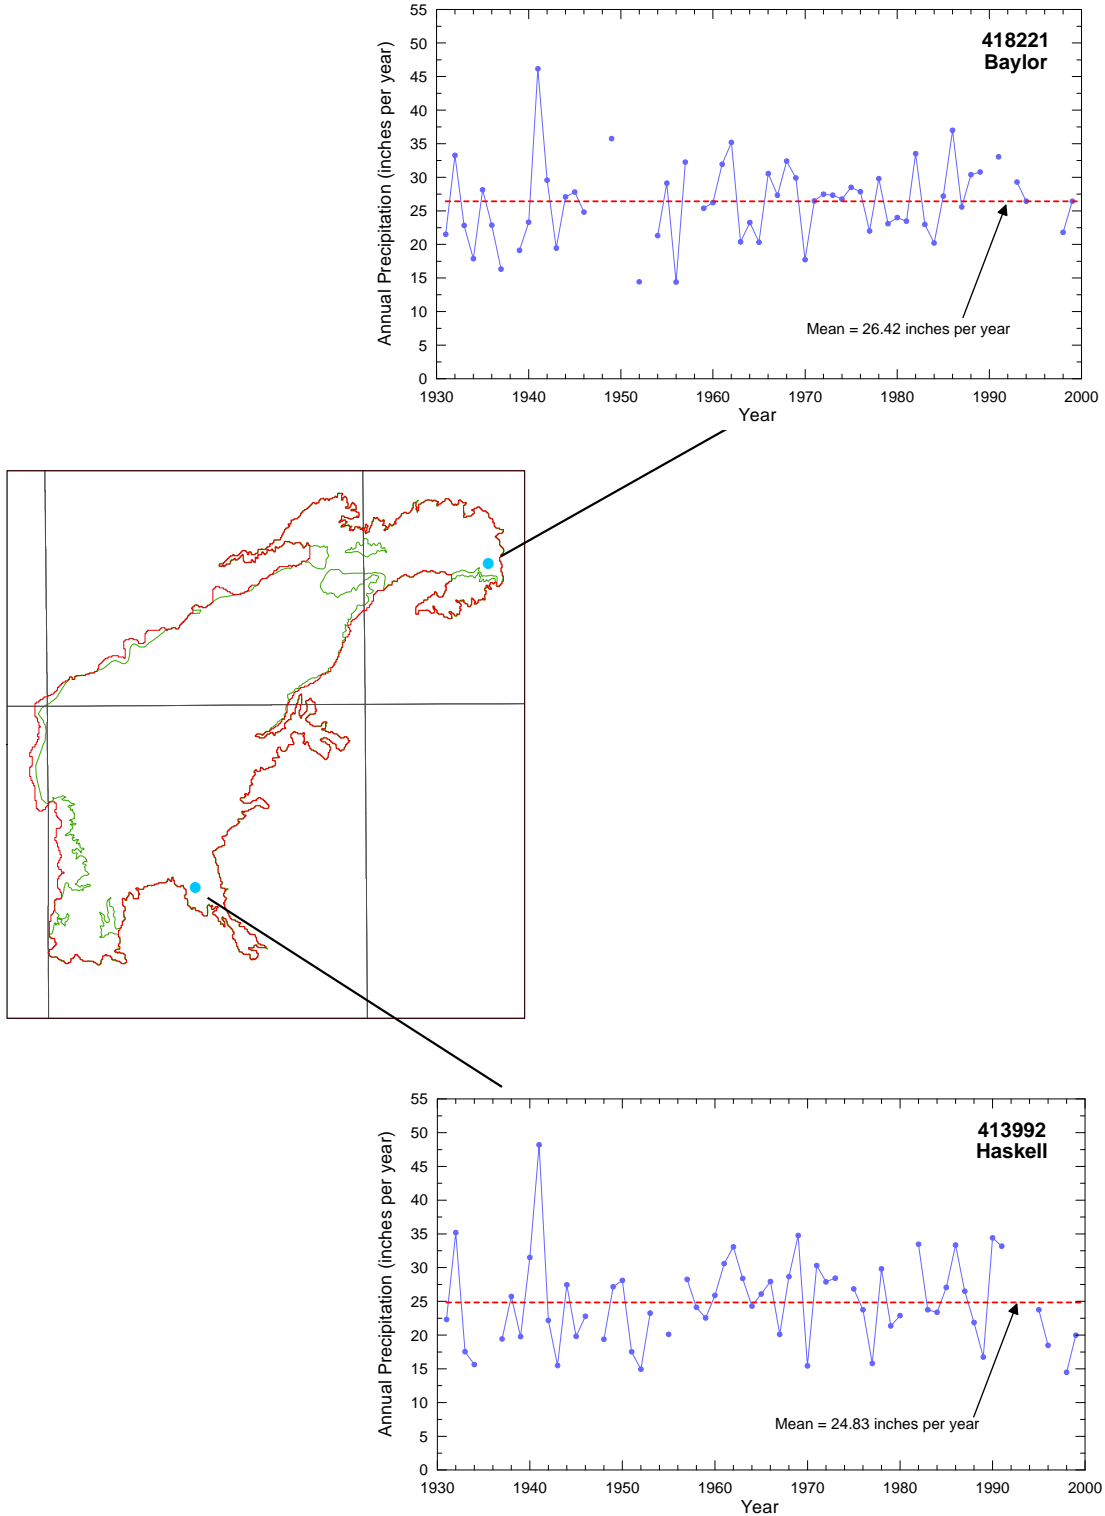 55
50
45
40
35
30
25
20
15
10
5
0
Annual Precipitation (inches per year)
418221
Baylor
Mean = 26.42 inches per year
1930 1940 1950 1960 1970 1980 1990 2000
Year
55
50
45
40
35
30
25
20
15
10
5
0
Annual Precipitation (inches per year)
413992
Haskell
Mean = 24.83 inches per year
1930 1940 1950 1960 1970 1980 1990 2000
Year